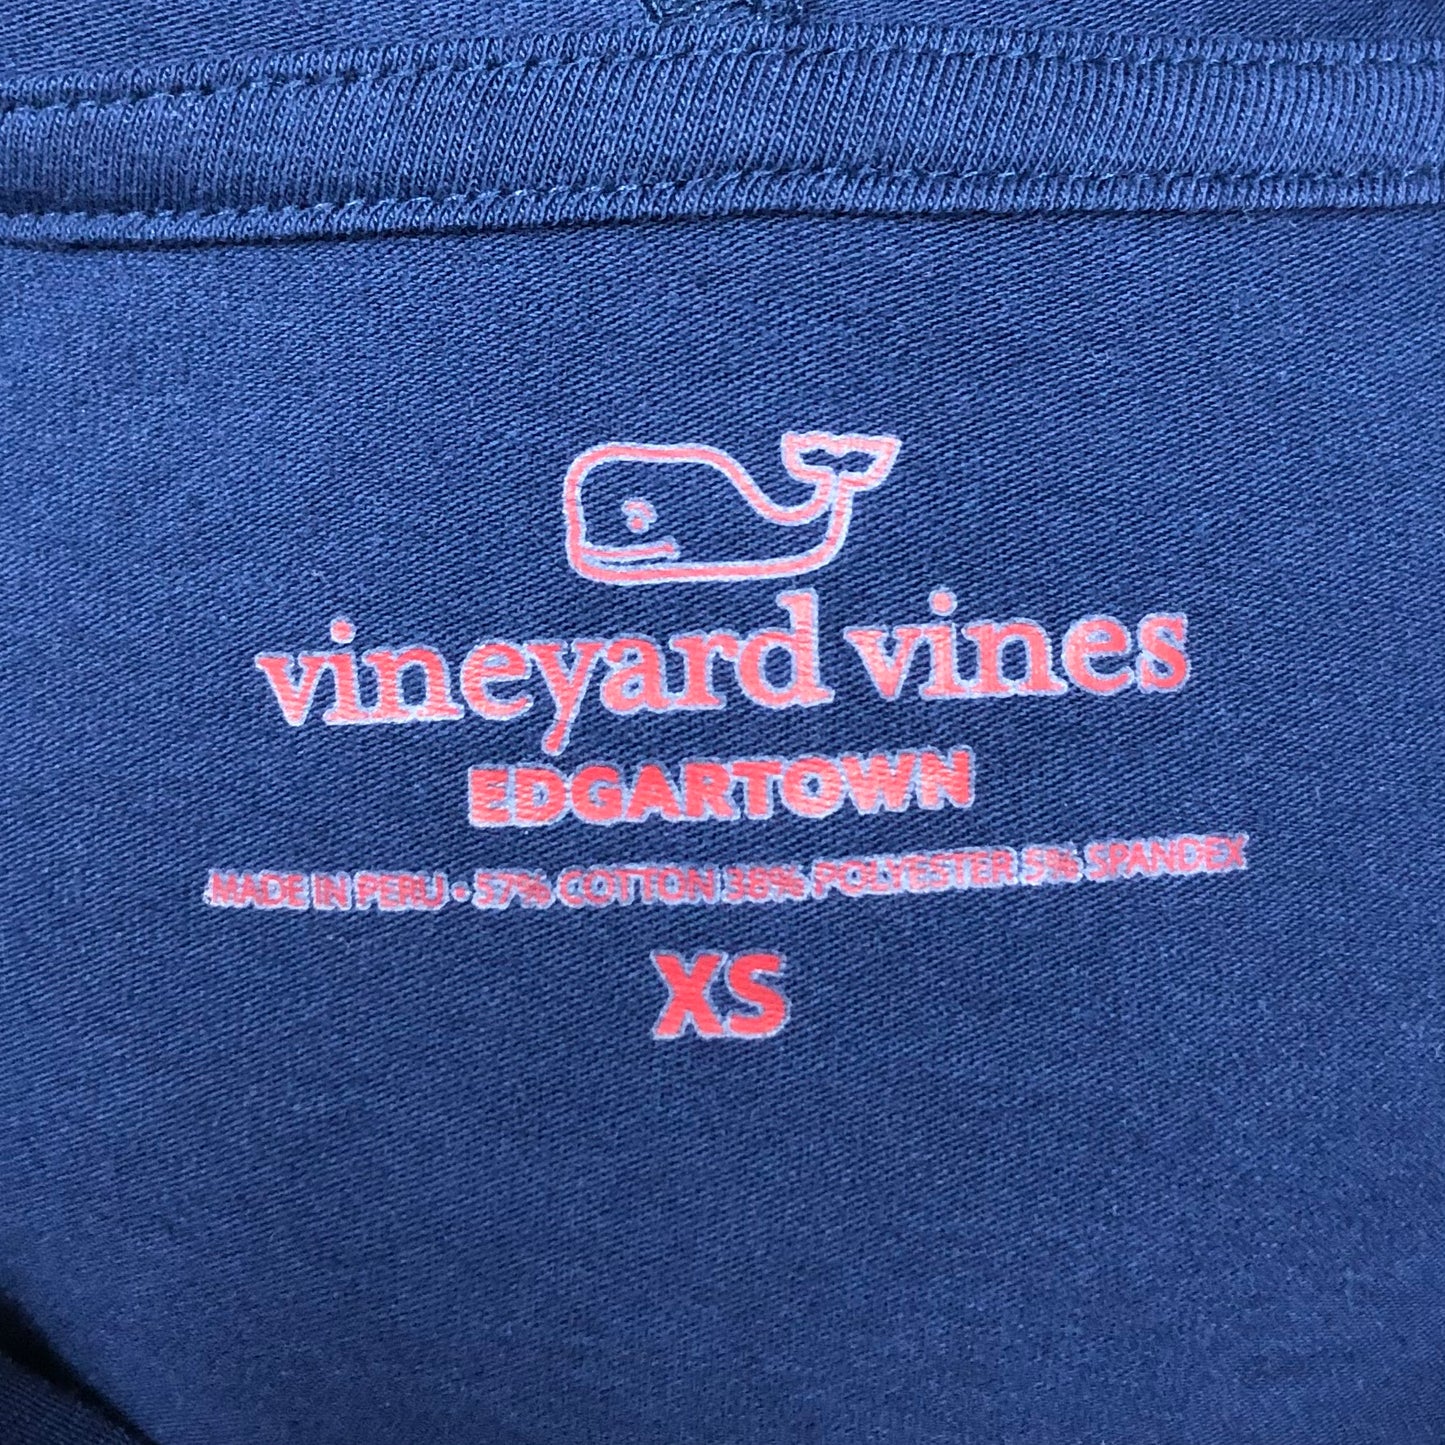 vineyard vines
EDGARTOWN
MADE IN PERU • 57% COTTON 38% POLYESTER 5% SPANDEX
XS